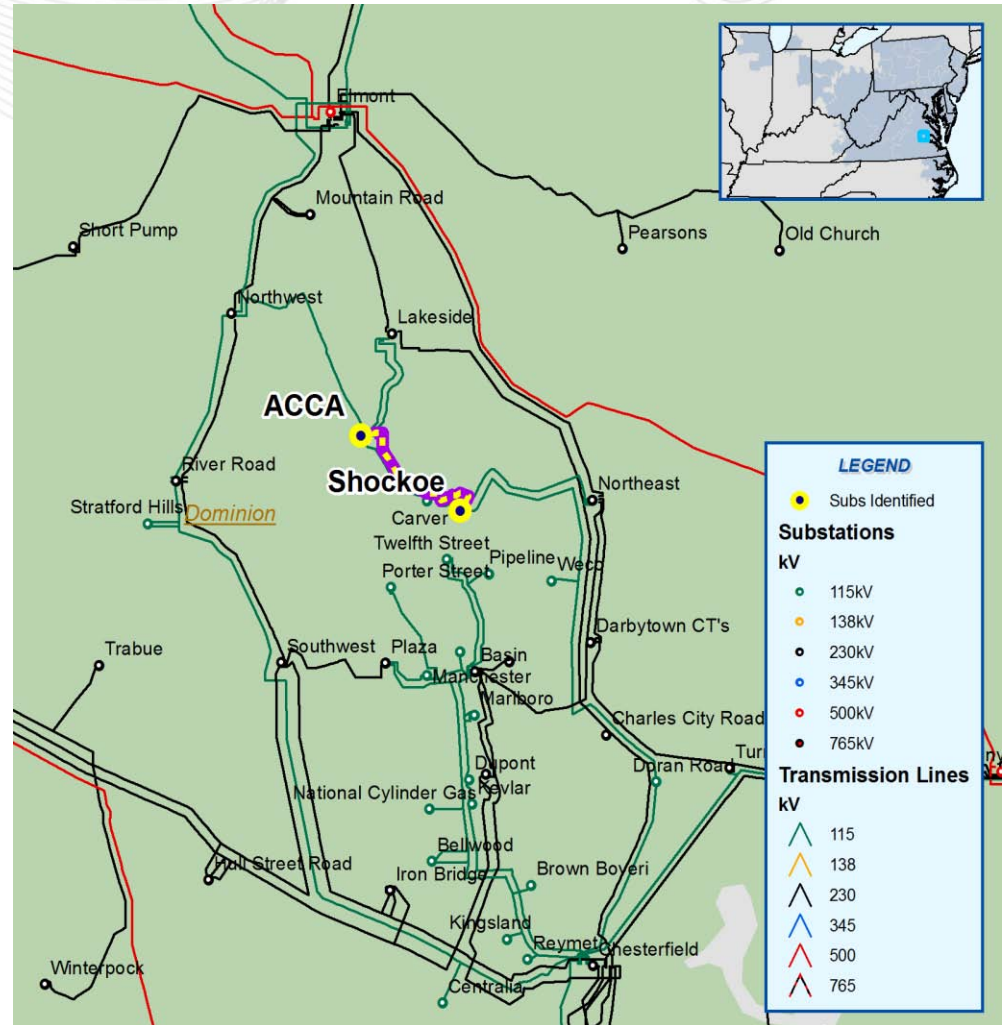 Elmont
Mountain Road
Short Pump
Pearsons
Old Church
Northwest
Lakeside
ACCA
Shockoe
River Road
Stratford Hills
Dominion
Carver
Northeast
Twelfth Street
Pipeline
Porter Street
Weco
Darbytown CT's
Trabue
Southwest
Plaza
Basin
Manchester
Marlboro
Charles City Road
Dupont
Doran Road
Kevlar
National Cylinder Gas
Bellwood
Hull Street Road
Iron Bridge
Brown Boveri
Kingsland
Reymet
Chesterfield
Winterpock
Centralia
LEGEND
Subs Identified
Substations
kV
115kV
138kV
230kV
345kV
500kV
765kV
Transmission Lines
kV
115
138
230
345
500
765